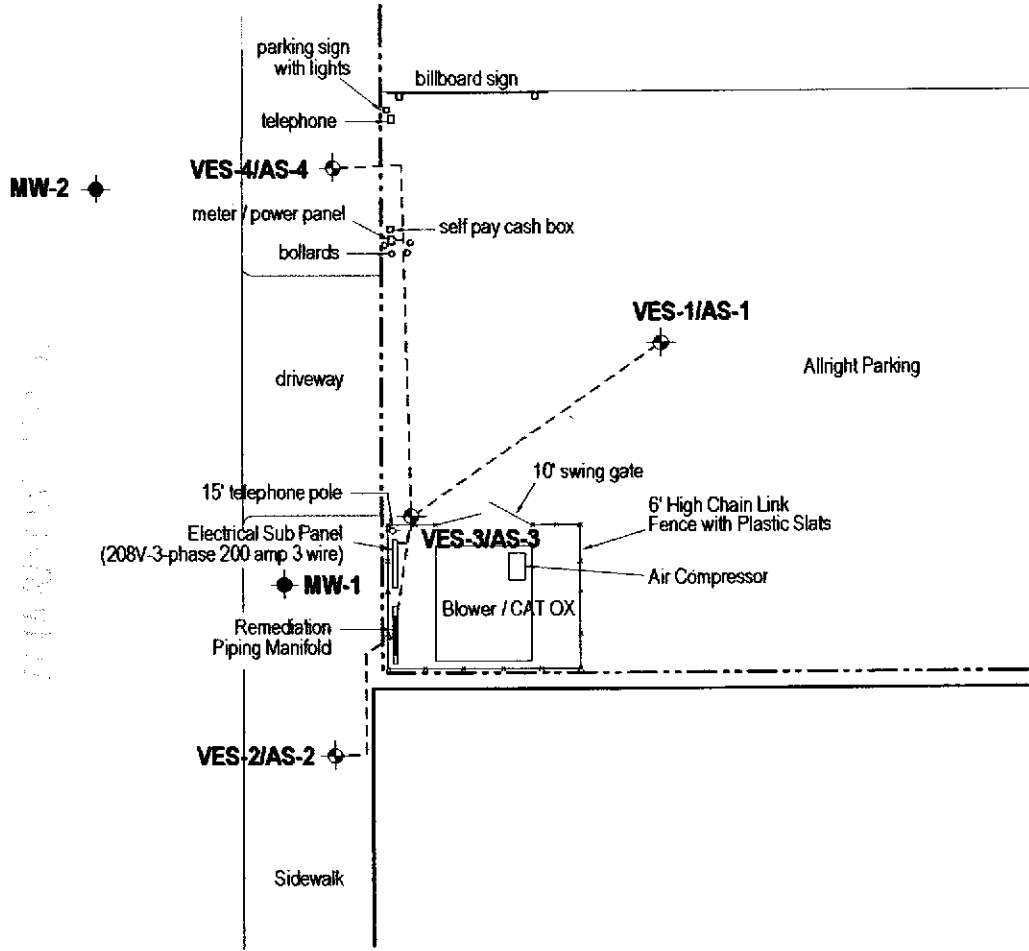 parking sign
with lights
billboard sign
telephone
VES-4/AS-4
MW-2
meter / power panel
self pay cash box
bollards
VES-1/AS-1
driveway
Allright Parking
10' swing gate
15' telephone pole
6' High Chain Link
Fence with Plastic Slats
Electrical Sub Panel
(208V-3-phase 200 amp 3 wire)
VES-3/AS-3
Air Compressor
MW-1
Blower / CAT OX
Remediation
Piping Manifold
VES-2/AS-2
Sidewalk